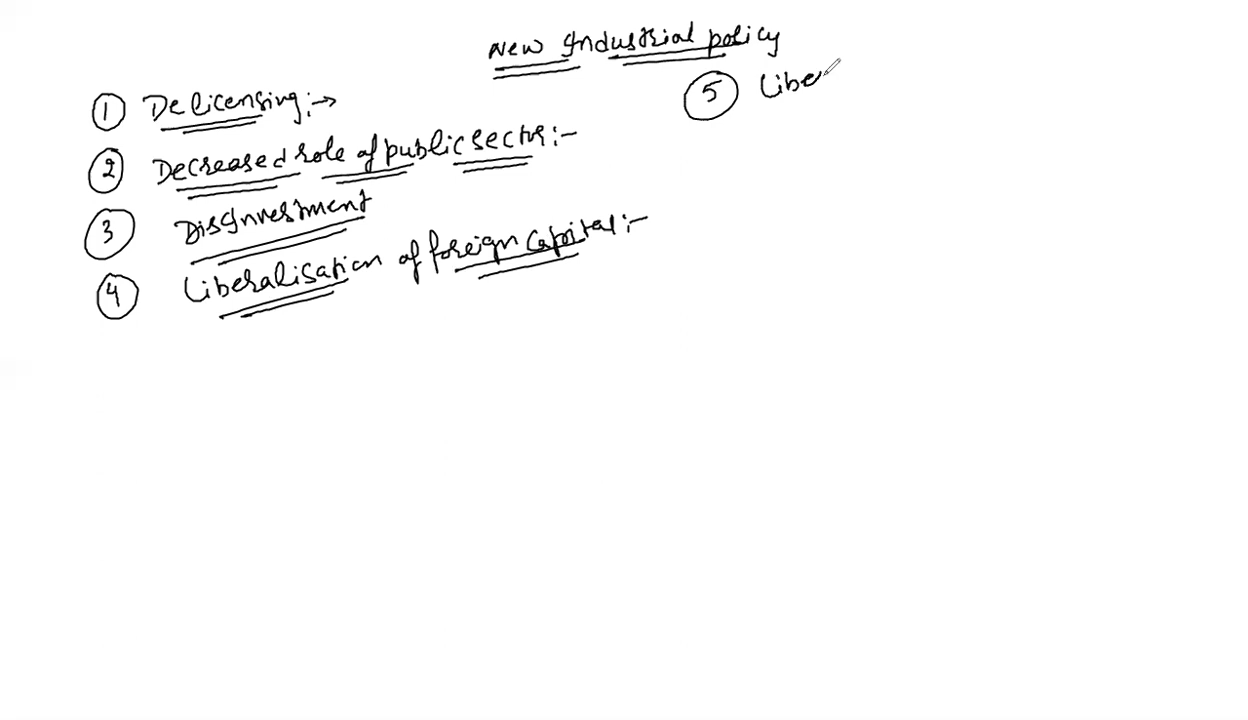 New Industrial policy
① Delicensing :→
② Decreased role of public sector :-
③ Disinvestment
④ Liberalisation of foreign capital :-
⑤ Libe